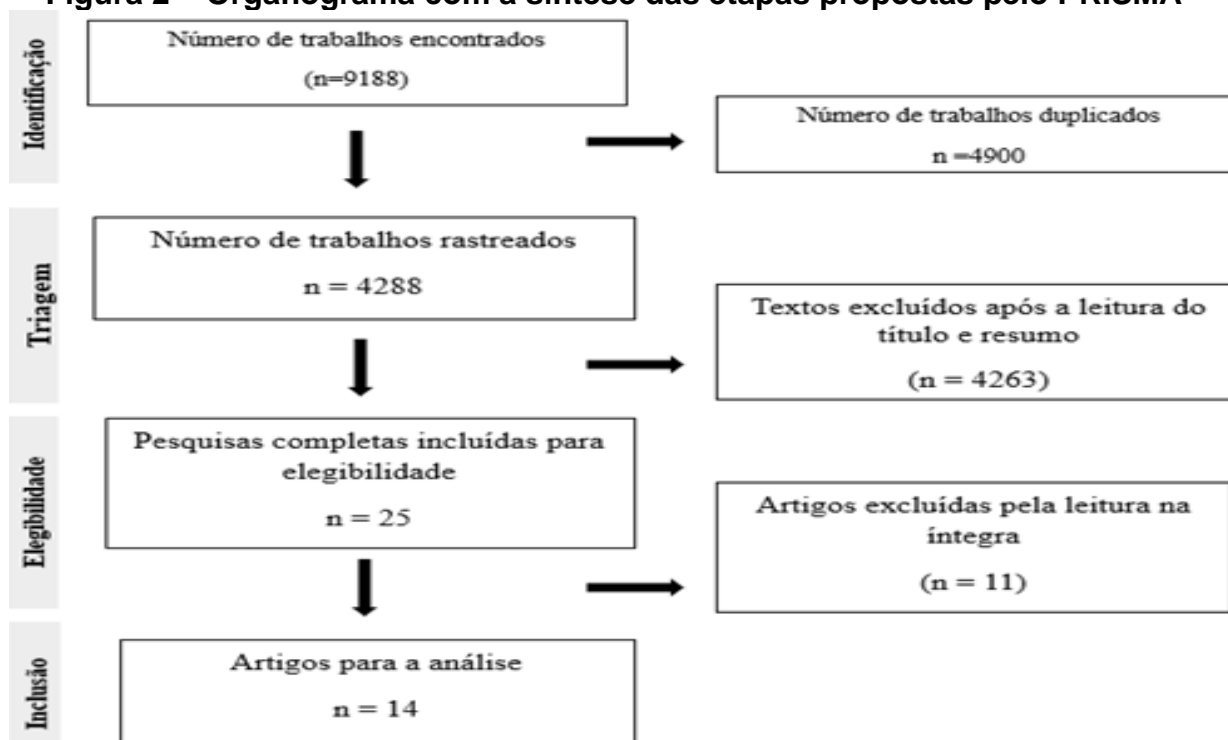 Figura 2 – Organograma com a síntese das etapas propostas pelo PRISMA
Identificação
Número de trabalhos encontrados
(n=9188)
Número de trabalhos duplicados
n =4900
Triagem
Número de trabalhos rastreados
n = 4288
Textos excluídos após a leitura do
título e resumo
(n = 4263)
Elegibilidade
Pesquisas completas incluídas para
elegibilidade
n = 25
Artigos excluídas pela leitura na
íntegra
(n = 11)
Inclusão
Artigos para a análise
n = 14